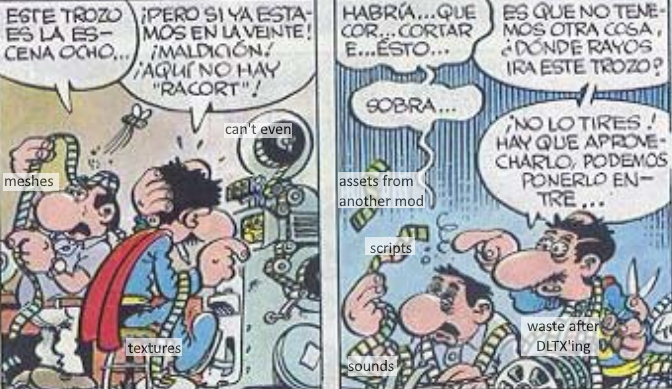 ESTE TROZO
ES LA ES-
CENA OCHO...
¡PERO SI YA ESTA-
MOS EN LA VEINTE!
¡MALDICIÓN!
¡AQUÍ NO HAY
"RACORT"!
can't even
meshes
textures
HABRÍA...QUE
COR...CORTAR
E...ESTO...
SOBRA...
ES QUE NO TENE-
MOS OTRA COSA,
¿DÓNDE RAYOS
IRA ESTE TROZO?
¡NO LO TIRES!
HAY QUE APROVE-
CHARLO, PODEMOS
PONERLO EN-
TRE...
assets from
another mod
scripts
waste after
DLTX'ing
sounds